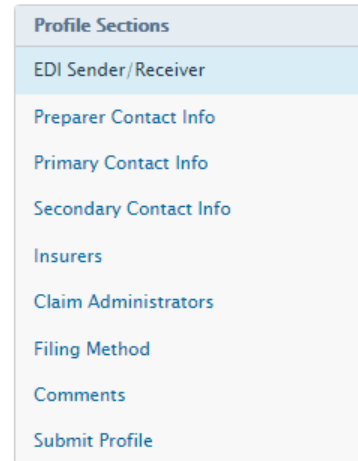 Profile Sections
EDI Sender/Receiver
Preparer Contact Info
Primary Contact Info
Secondary Contact Info
Insurers
Claim Administrators
Filing Method
Comments
Submit Profile